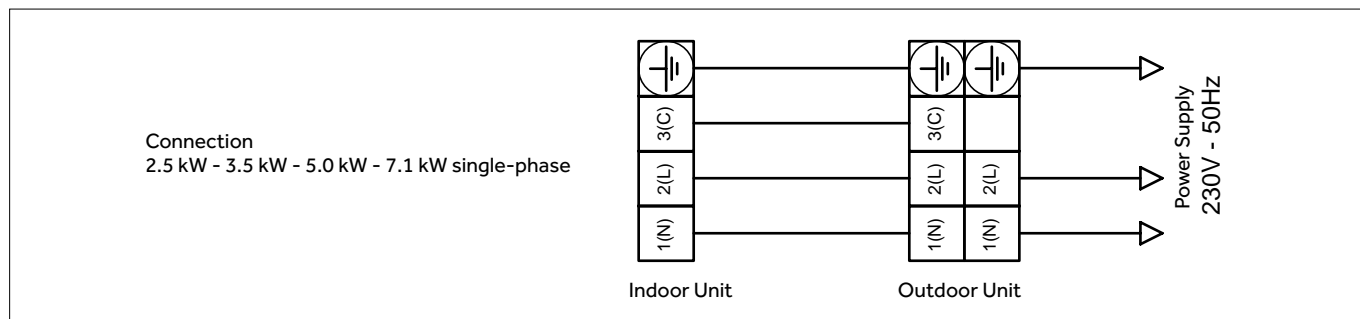 Connection
2.5 kW - 3.5 kW - 5.0 kW - 7.1 kW single-phase
3(C)
2(L)
1(N)
Indoor Unit
3(C)
2(L) 2(L)
1(N) 1(N)
Outdoor Unit
Power Supply
230V - 50Hz